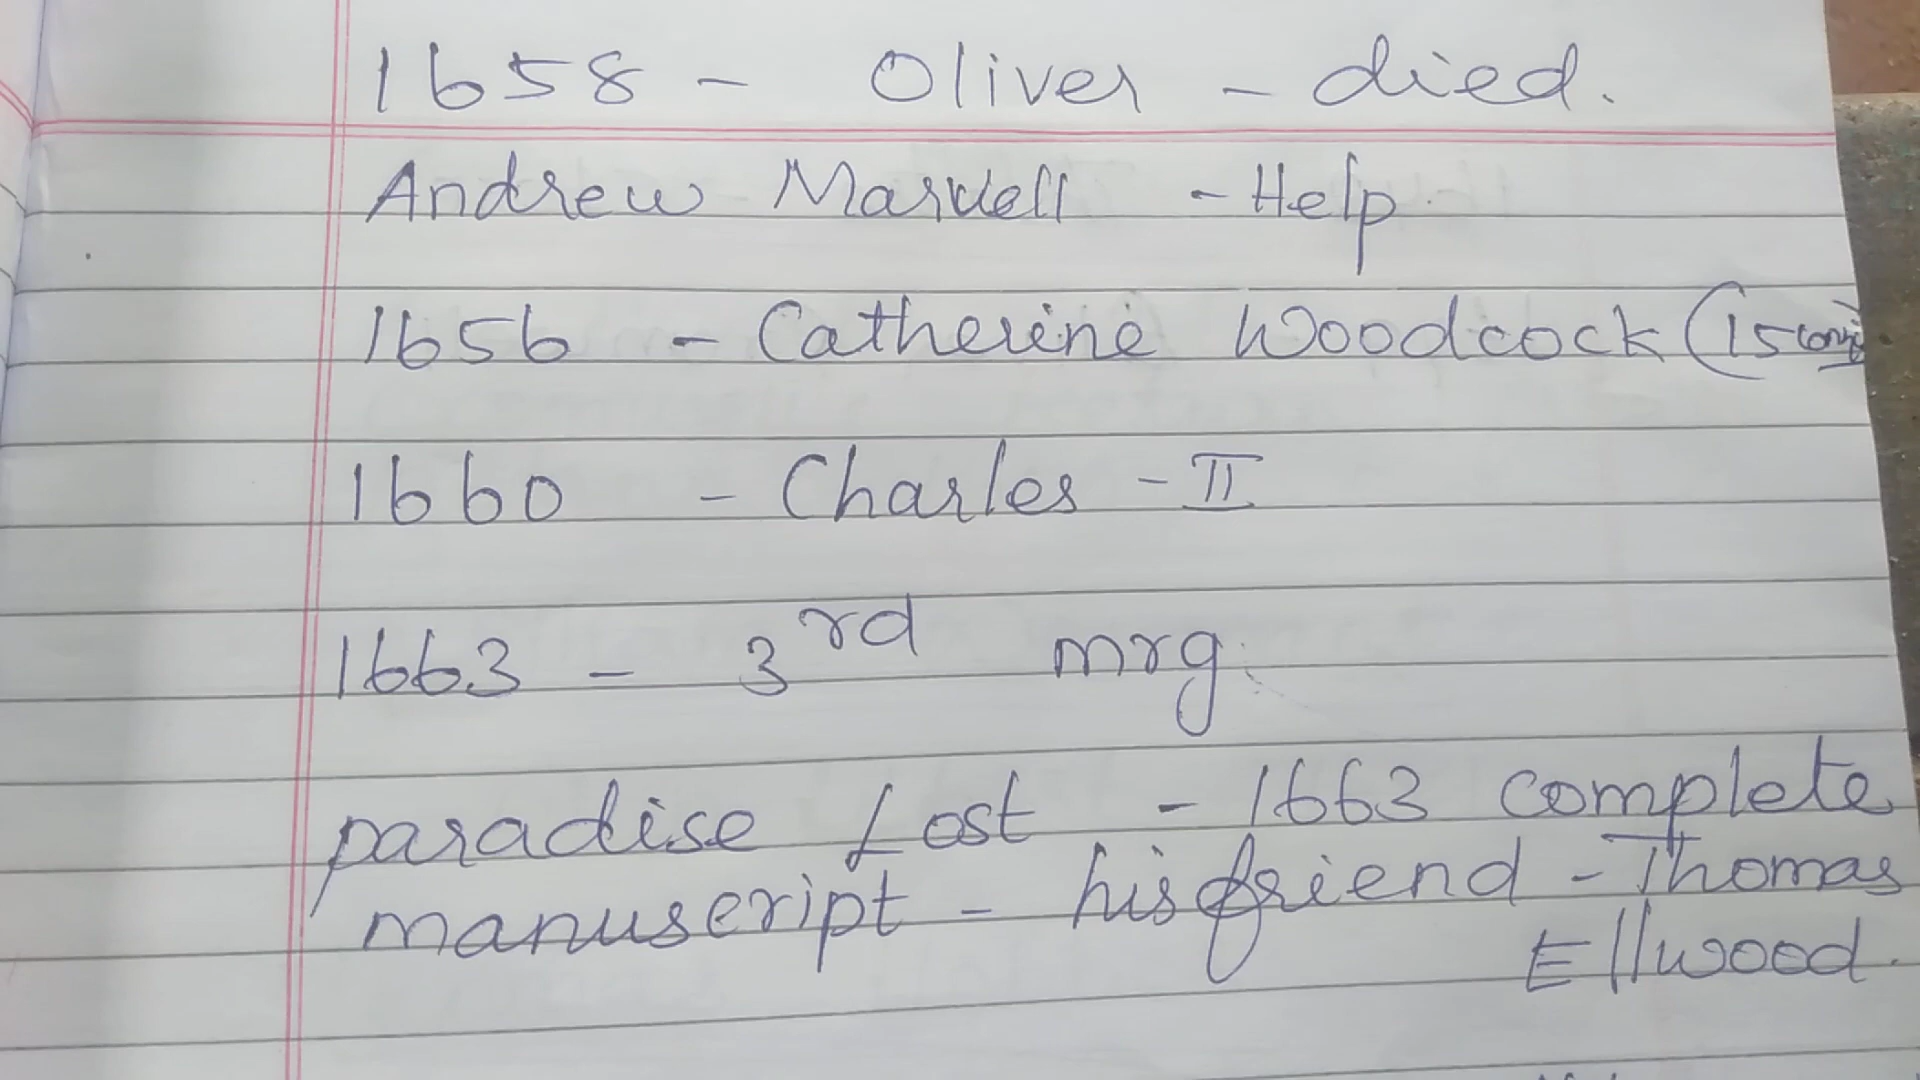 1658 - Oliver - died.
Andrew Marvell - Help
1656 - Catherine Woodcock (15
1660 - Charles - II
1663 - 3rd mrg.
paradise Lost - 1663 complete
manuscript - his friend - Thomas
Ellwood.